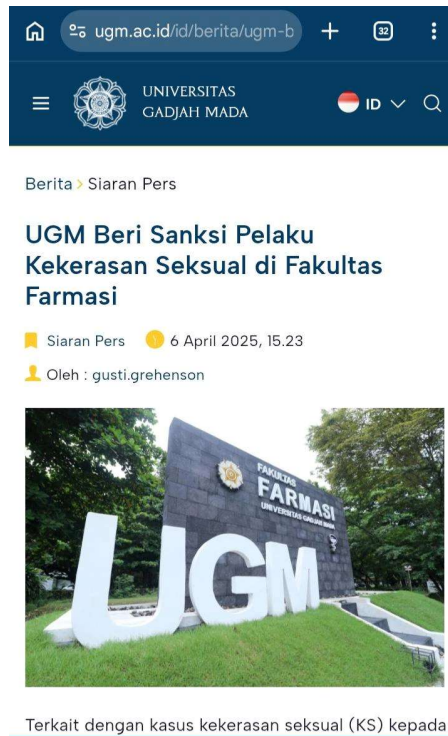 ugm.ac.id/id/berita/ugm-b
32
UNIVERSITAS
GADJAH MADA
ID
Berita > Siaran Pers
UGM Beri Sanksi Pelaku
Kekerasan Seksual di Fakultas
Farmasi
Siaran Pers
6 April 2025, 15.23
Oleh : gusti.grehenson
FAKULTAS
FARMASI
UNIVERSITAS GADJAH MADA
UGM
Terkait dengan kasus kekerasan seksual (KS) kepada